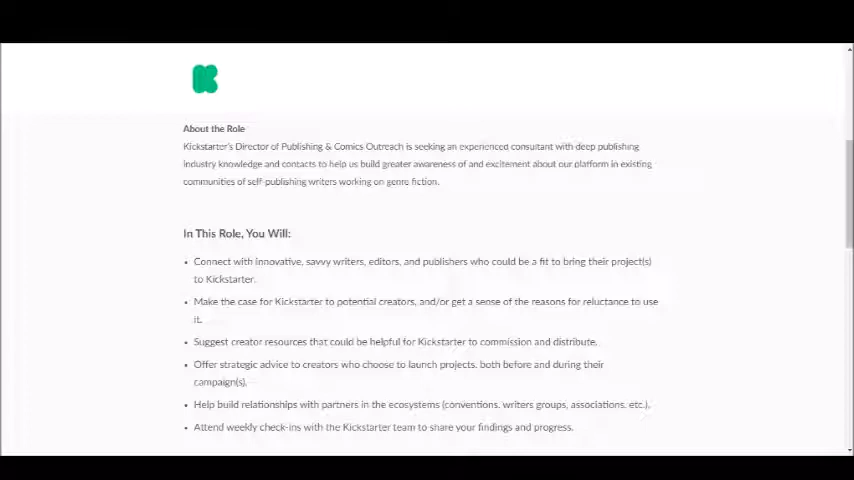 About the Role
Kickstarter's Director of Publishing & Comics Outreach is seeking an experienced consultant with deep publishing
industry knowledge and contacts to help us build greater awareness of and excitement about our platform in existing
communities of self-publishing writers working on genre fiction.
In This Role, You Will:
• Connect with innovative, savvy writers, editors, and publishers who could be a fit to bring their project(s)
to Kickstarter.
• Make the case for Kickstarter to potential creators, and/or get a sense of the reasons for reluctance to use
it.
• Suggest creator resources that could be helpful for Kickstarter to commission and distribute.
• Offer strategic advice to creators who choose to launch projects, both before and during their
campaign(s).
• Help build relationships with partners in the ecosystems (conventions, writers groups, associations, etc.).
• Attend weekly check-ins with the Kickstarter team to share your findings and progress.